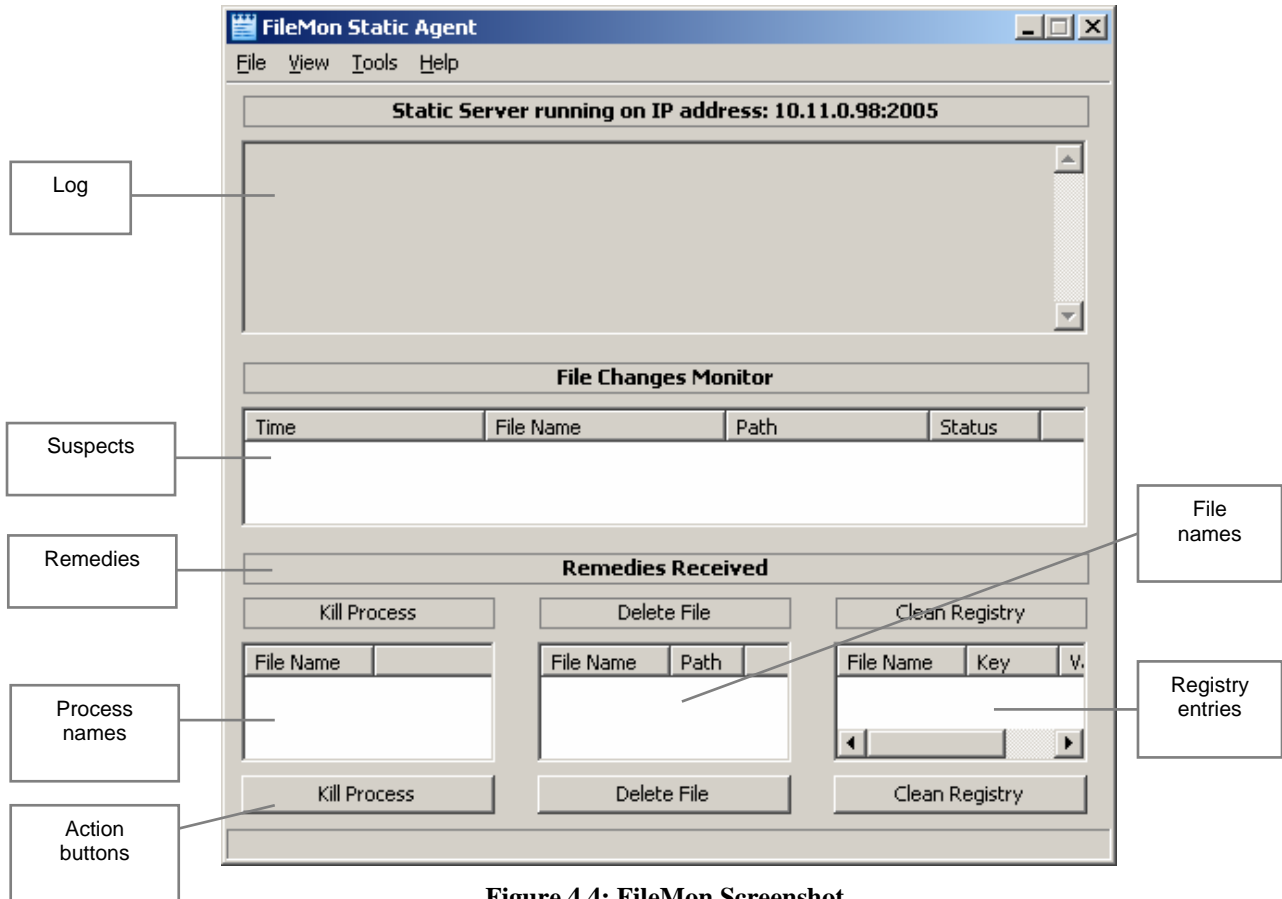 FileMon Static Agent
File View Tools Help
Static Server running on IP address: 10.11.0.98:2005
Log
File Changes Monitor
Time File Name Path Status
Suspects
File
names
Remedies
Remedies Received
Kill Process Delete File Clean Registry
File Name File Name Path File Name Key
Process
names
Registry
entries
Kill Process Delete File Clean Registry
Action
buttons
Figure 4.4: FileMon Screenshot